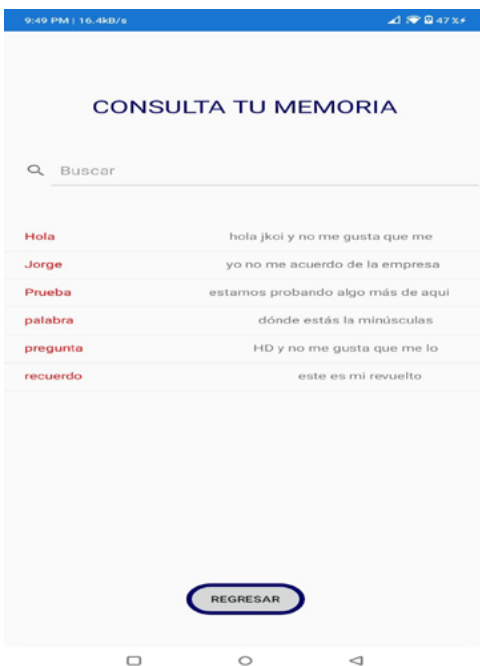 9:49 PM | 16.4kB/s 47%
CONSULTA TU MEMORIA
Buscar
Hola hola jkoi y no me gusta que me
Jorge yo no me acuerdo de la empresa
Prueba estamos probando algo más de aqui
palabra dónde estás la minúsculas
pregunta HD y no me gusta que me lo
recuerdo este es mi revuelto
REGRESAR